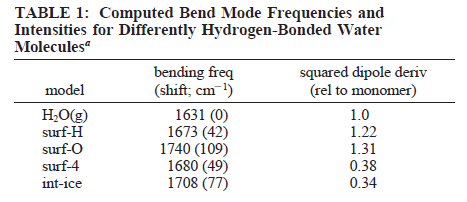 TABLE 1: Computed Bend Mode Frequencies and
Intensities for Differently Hydrogen-Bonded Water
Moleculesᵃ
model bending freq (shift; cm⁻¹) squared dipole deriv (rel to monomer)
H₂O(g) 1631 (0) 1.0
surf-H 1673 (42) 1.22
surf-O 1740 (109) 1.31
surf-4 1680 (49) 0.38
int-ice 1708 (77) 0.34